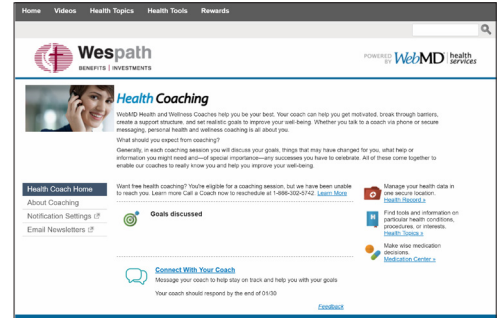 Home Videos Health Topics Health Tools Rewards
Wespath
BENEFITS | INVESTMENTS
POWERED BY WebMD health services
Health Coaching
WebMD Health and Wellness Coaches help you be your best. Your coach can help you get motivated, break through barriers,
create a support structure, and set realistic goals to improve your well-being. Whether you talk to a coach via phone or secure
messaging, personal health and wellness coaching is all about you.
What should you expect from coaching?
Generally, in each coaching session you will discuss your goals, things that may have changed for you, what help or
information you might need and—of special importance—any successes you have to celebrate. All of these come together to
enable our coaches to really know you and help you improve your well-being.
Health Coach Home
About Coaching
Notification Settings
Email Newsletters
Want free health coaching? You're eligible for a coaching session, but we have been unable
to reach you. Learn more Call a Coach now to reschedule at 1-866-302-5742. Learn More
Goals discussed
Connect With Your Coach
Message your coach to help stay on track and help you with your goals
Your coach should respond by the end of 01/30
Feedback
Manage your health data in
one secure location.
Health Record »
Find tools and information on
particular health conditions,
procedures, or interests.
Health Topics »
Make wise medication
decisions.
Medication Center »